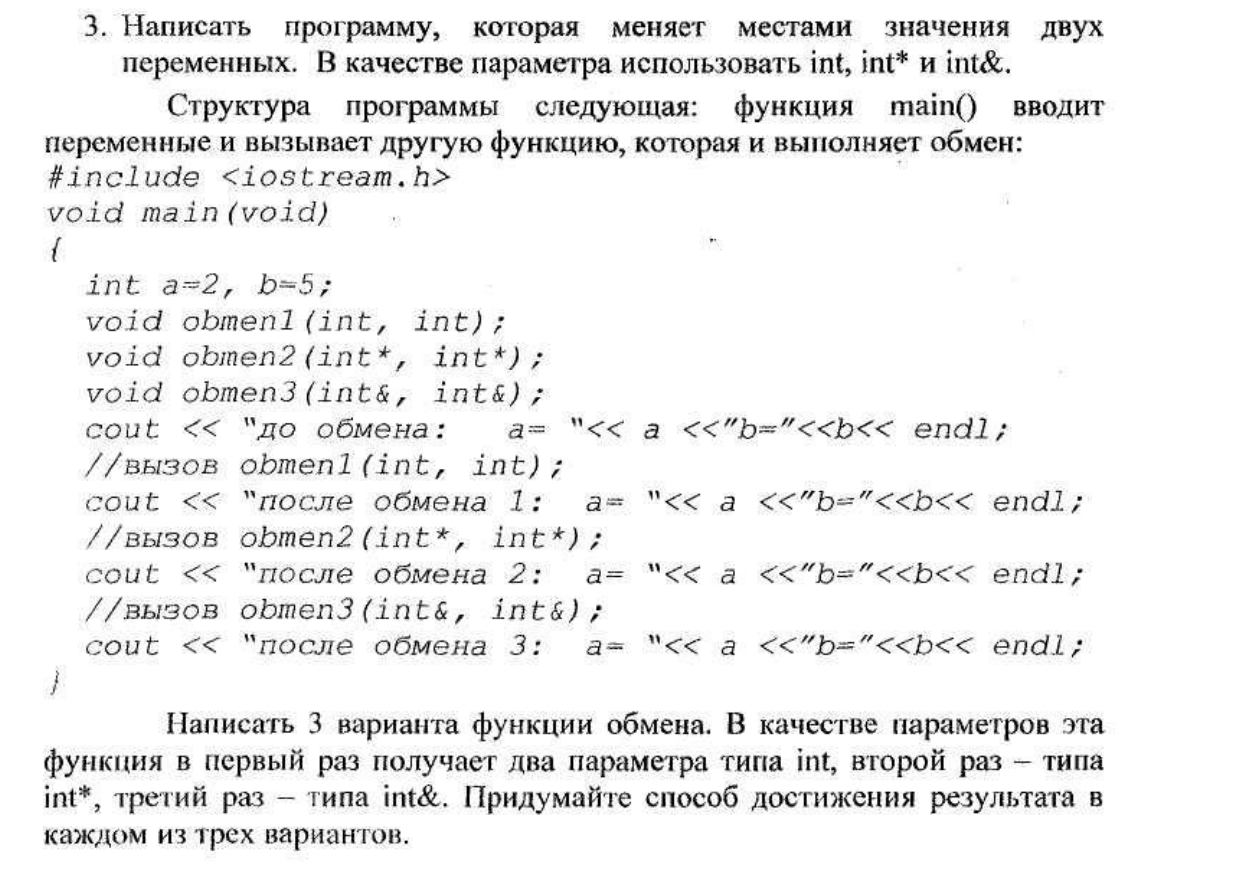 3. Написать программу, которая меняет местами значения двух
переменных. В качестве параметра использовать int, int* и int&.
Структура программы следующая: функция main() вводит
переменные и вызывает другую функцию, которая и выполняет обмен:
#include <iostream.h>
void main(void)
{
int a=2, b=5;
void obmen1(int, int);
void obmen2(int*, int*);
void obmen3(int&, int&);
cout << "до обмена: a= "<< a <<"b="<<b<< endl;
//вызов obmen1(int, int);
cout << "после обмена 1: a= "<< a <<"b="<<b<< endl;
//вызов obmen2(int*, int*);
cout << "после обмена 2: a= "<< a <<"b="<<b<< endl;
//вызов obmen3(int&, int&);
cout << "после обмена 3: a= "<< a <<"b="<<b<< endl;
}
Написать 3 варианта функции обмена. В качестве параметров эта
функция в первый раз получает два параметра типа int, второй раз – типа
int*, третий раз – типа int&. Придумайте способ достижения результата в
каждом из трех вариантов.